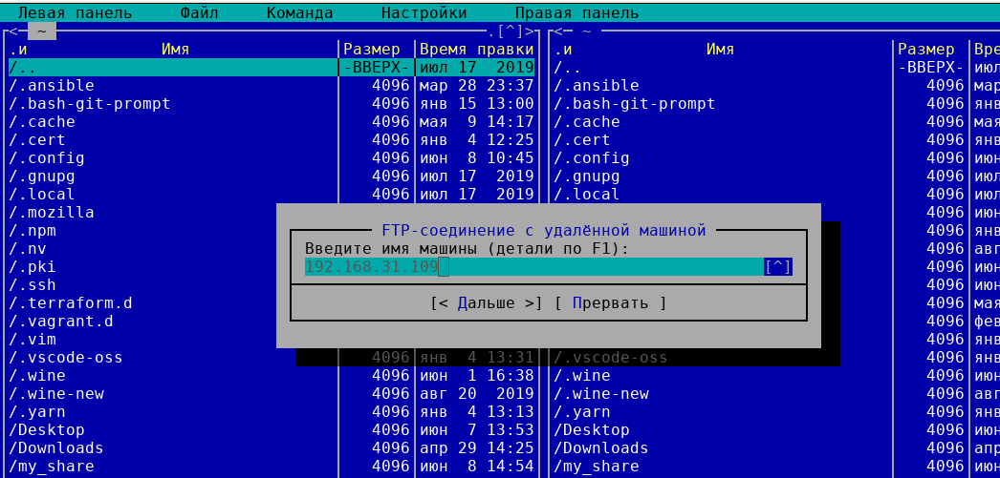 Левая панель Файл Команда Настройки Правая панель
<- ~ .[^]> <- ~
.и Имя Размер Время правки .и Имя Размер Вре
/.. -ВВЕРХ- июл 17 2019 /.. -ВВЕРХ- июл
/.ansible 4096 мар 28 23:37 /.ansible 4096 мар
/.bash-git-prompt 4096 янв 15 13:00 /.bash-git-prompt 4096 янв
/.cache 4096 мая 9 14:17 /.cache 4096 мая
/.cert 4096 янв 4 12:25 /.cert 4096 янв
/.config 4096 июн 8 10:45 /.config 4096 июн
/.gnupg 4096 июл 17 2019 /.gnupg 4096 июл
/.local 4096 июл 17 2019 /.local 4096 июл
/.mozilla 4096 июн
/.npm FTP-соединение с удалённой машиной 4096 янв
/.nv Введите имя машины (детали по F1): 4096 авг
/.pki 192.168.31.109 [^] 4096 июн
/.ssh 4096 июн
/.terraform.d [< Дальше >] [ Прервать ] 4096 мая
/.vagrant.d 4096 фев
/.vim 4096 янв
/.vscode-oss 4096 янв 4 13:31 /.vscode-oss 4096 янв
/.wine 4096 июн 1 16:38 /.wine 4096 июн
/.wine-new 4096 авг 20 2019 /.wine-new 4096 авг
/.yarn 4096 янв 4 13:13 /.yarn 4096 янв
/Desktop 4096 июн 7 13:53 /Desktop 4096 июн
/Downloads 4096 апр 29 14:25 /Downloads 4096 апр
/my_share 4096 июн 8 14:54 /my_share 4096 июн